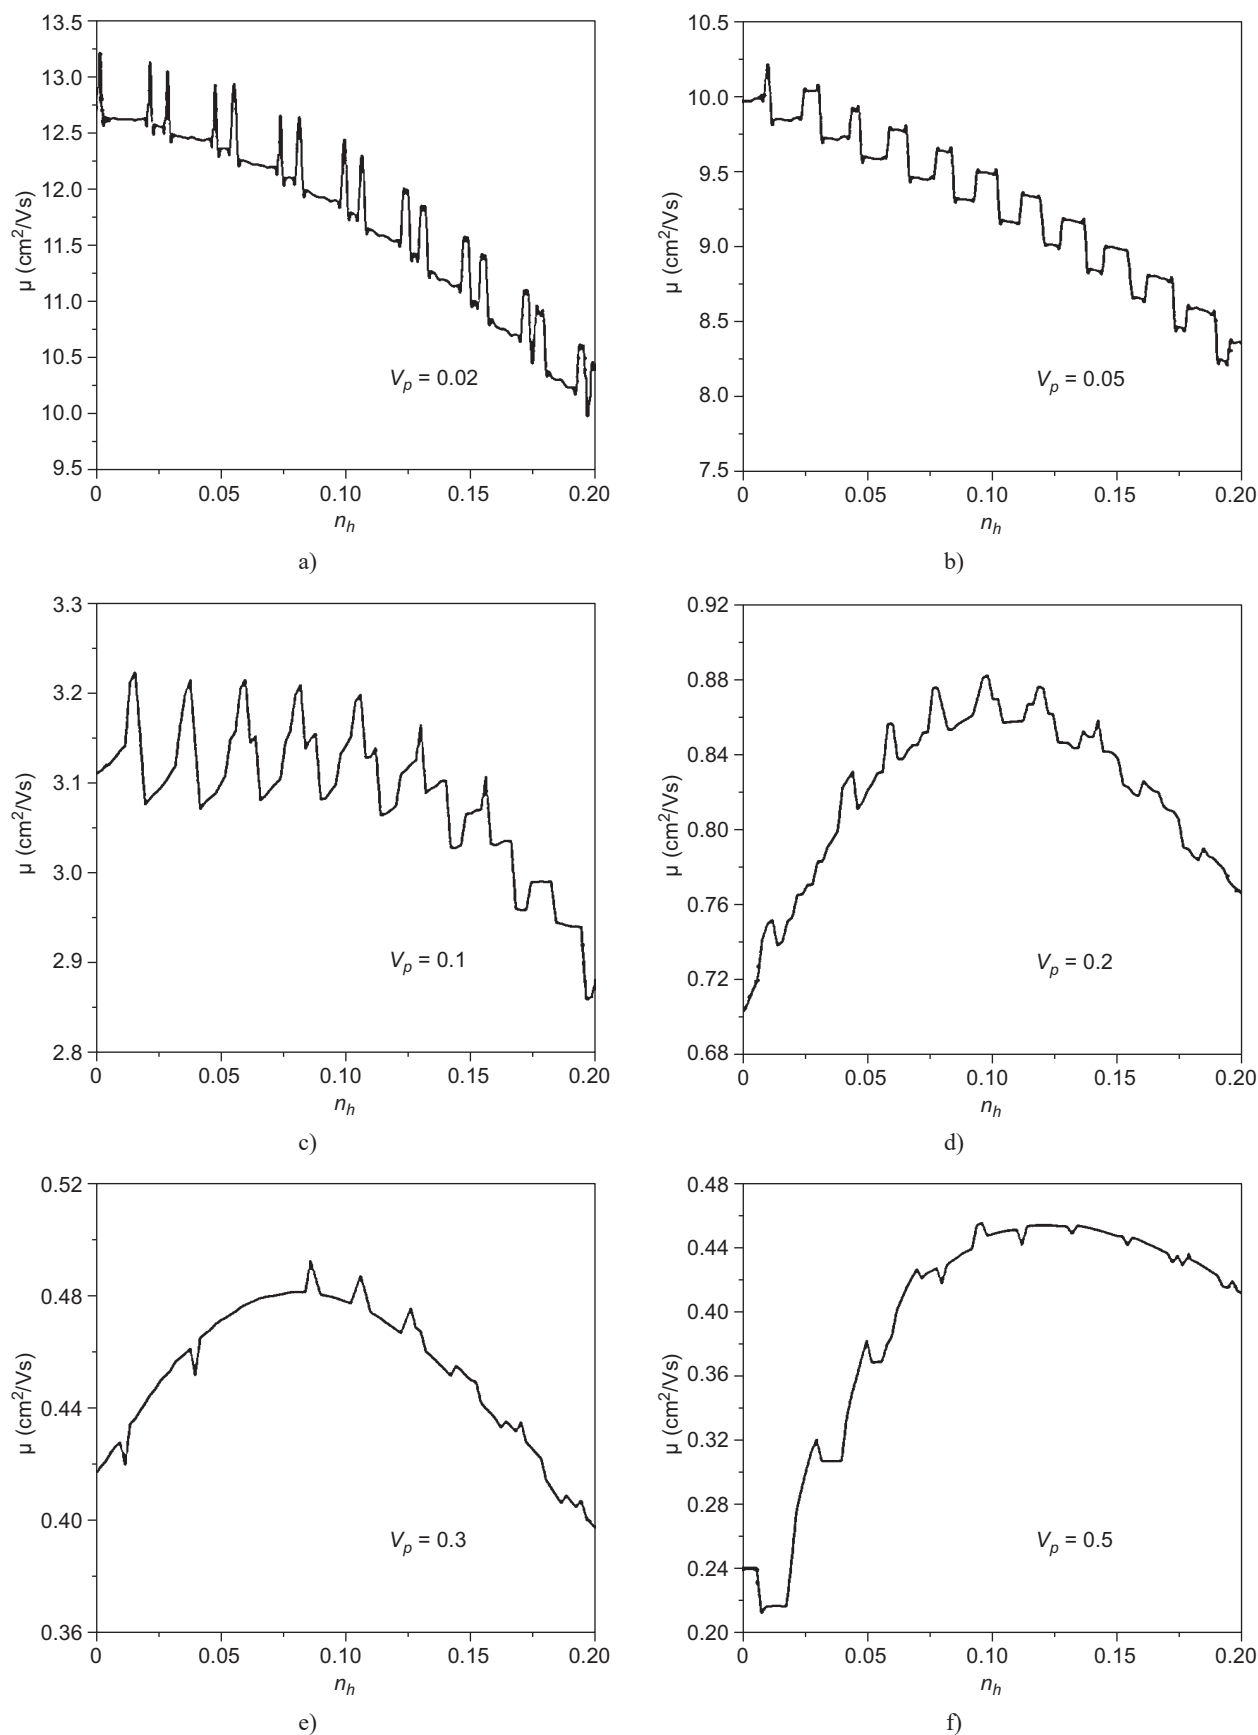 13.5
13.0
12.5
12.0
11.5
11.0
10.5
10.0
9.5
μ (cm²/Vs)
V_p = 0.02
0 0.05 0.10 0.15 0.20
n_h
a)
10.5
10.0
9.5
9.0
8.5
8.0
7.5
μ (cm²/Vs)
V_p = 0.05
0 0.05 0.10 0.15 0.20
n_h
b)
3.3
3.2
3.1
3.0
2.9
2.8
μ (cm²/Vs)
V_p = 0.1
0 0.05 0.10 0.15 0.20
n_h
c)
0.92
0.88
0.84
0.80
0.76
0.72
0.68
μ (cm²/Vs)
V_p = 0.2
0 0.05 0.10 0.15 0.20
n_h
d)
0.52
0.48
0.44
0.40
0.36
μ (cm²/Vs)
V_p = 0.3
0 0.05 0.10 0.15 0.20
n_h
e)
0.48
0.44
0.40
0.36
0.32
0.28
0.24
0.20
μ (cm²/Vs)
V_p = 0.5
0 0.05 0.10 0.15 0.20
n_h
f)